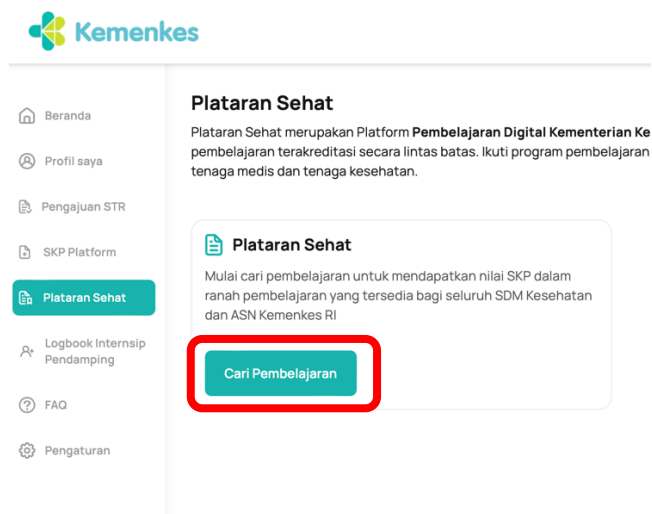 Kemenkes
Beranda
Profil saya
Pengajuan STR
SKP Platform
Plataran Sehat
Logbook Internsip
Pendamping
FAQ
Pengaturan
Plataran Sehat
Plataran Sehat merupakan Platform Pembelajaran Digital Kementerian Ke
pembelajaran terakreditasi secara lintas batas. Ikuti program pembelajaran
tenaga medis dan tenaga kesehatan.
Plataran Sehat
Mulai cari pembelajaran untuk mendapatkan nilai SKP dalam
ranah pembelajaran yang tersedia bagi seluruh SDM Kesehatan
dan ASN Kemenkes RI
Cari Pembelajaran